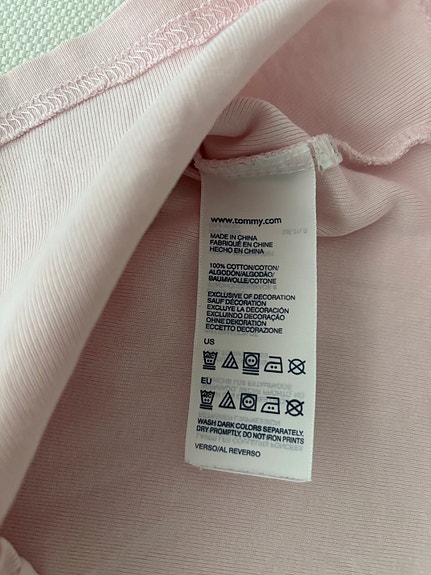 www.tommy.com
MADE IN CHINA
FABRIQUÉ EN CHINE
HECHO EN CHINA
100% COTTON/COTON/
ALGODÓN/ALGODÃO/
BAUMWOLLE/COTONE
EXCLUSIVE OF DECORATION
SAUF DÉCORATION
EXCLUYE LA DECORACIÓN
EXCLUINDO DECORAÇÃO
OHNE DEKORATION
ECCETTO DECORAZIONE
US
EU
WASH DARK COLORS SEPARATELY,
DRY PROMPTLY, DO NOT IRON PRINTS
VERSO/AL REVERSO